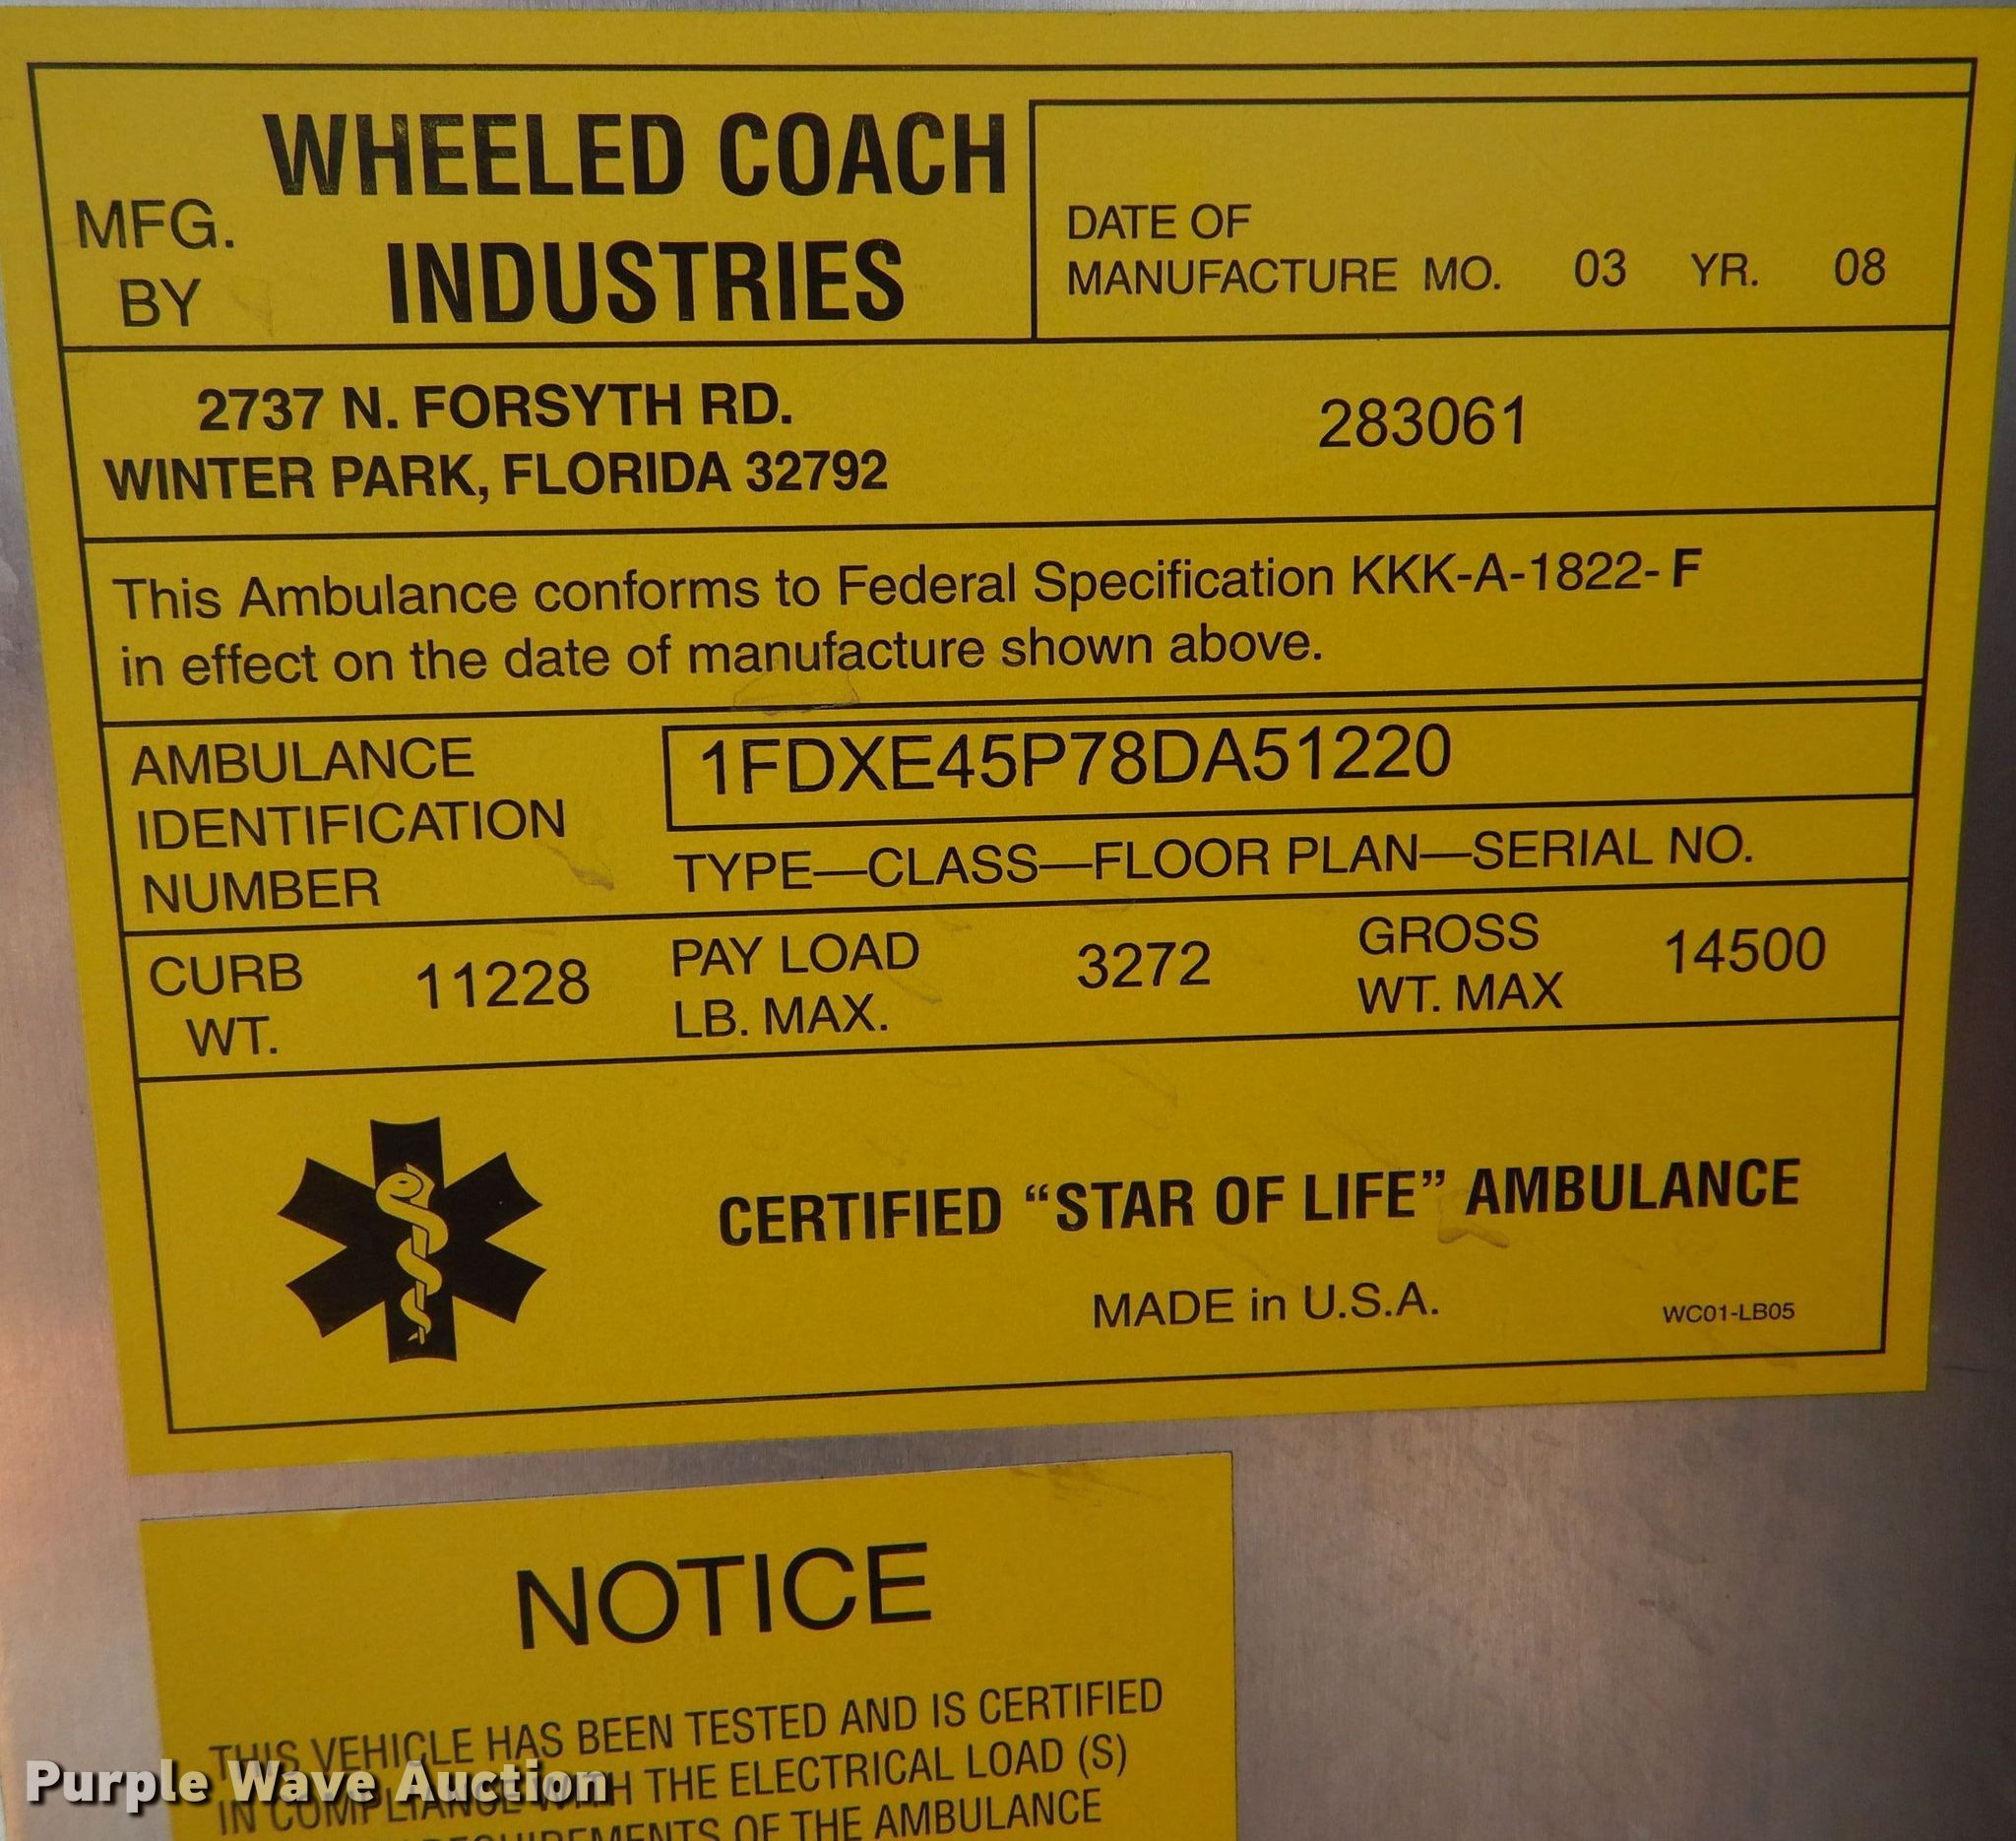 WHEELED COACH
INDUSTRIES
MFG.
BY
DATE OF
MANUFACTURE MO. 03 YR. 08
2737 N. FORSYTH RD.
WINTER PARK, FLORIDA 32792
283061
This Ambulance conforms to Federal Specification KKK-A-1822-F
in effect on the date of manufacture shown above.
AMBULANCE
IDENTIFICATION
NUMBER
1FDXE45P78DA51220
TYPE—CLASS—FLOOR PLAN—SERIAL NO.
CURB
WT.
11228
PAY LOAD
LB. MAX.
3272
GROSS
WT. MAX
14500
CERTIFIED “STAR OF LIFE” AMBULANCE
MADE in U.S.A.
WC01-LB05
NOTICE
THIS VEHICLE HAS BEEN TESTED AND IS CERTIFIED
IN COMPLIANCE WITH THE ELECTRICAL LOAD (S)
REQUIREMENTS OF THE AMBULANCE
Purple Wave Auction